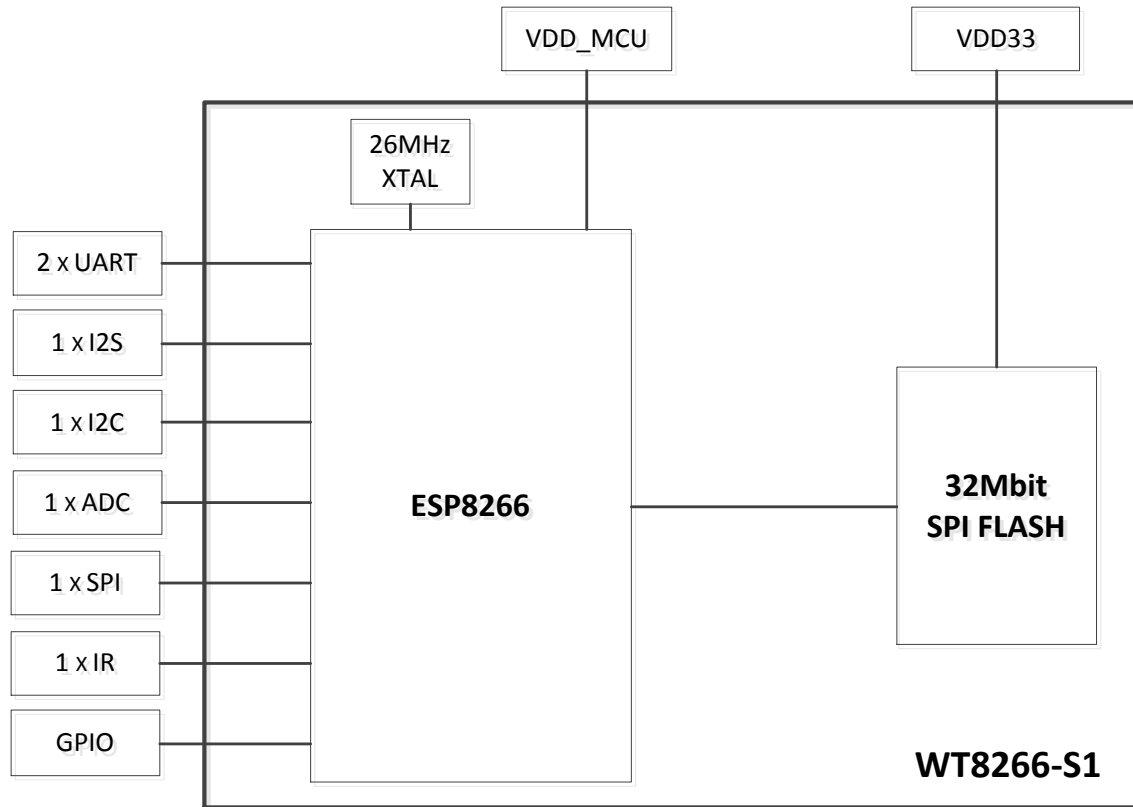 VDD_MCU
VDD33
26MHz
XTAL
2 x UART
1 x I2S
1 x I2C
1 x ADC
1 x SPI
1 x IR
GPIO
ESP8266
32Mbit
SPI FLASH
WT8266-S1